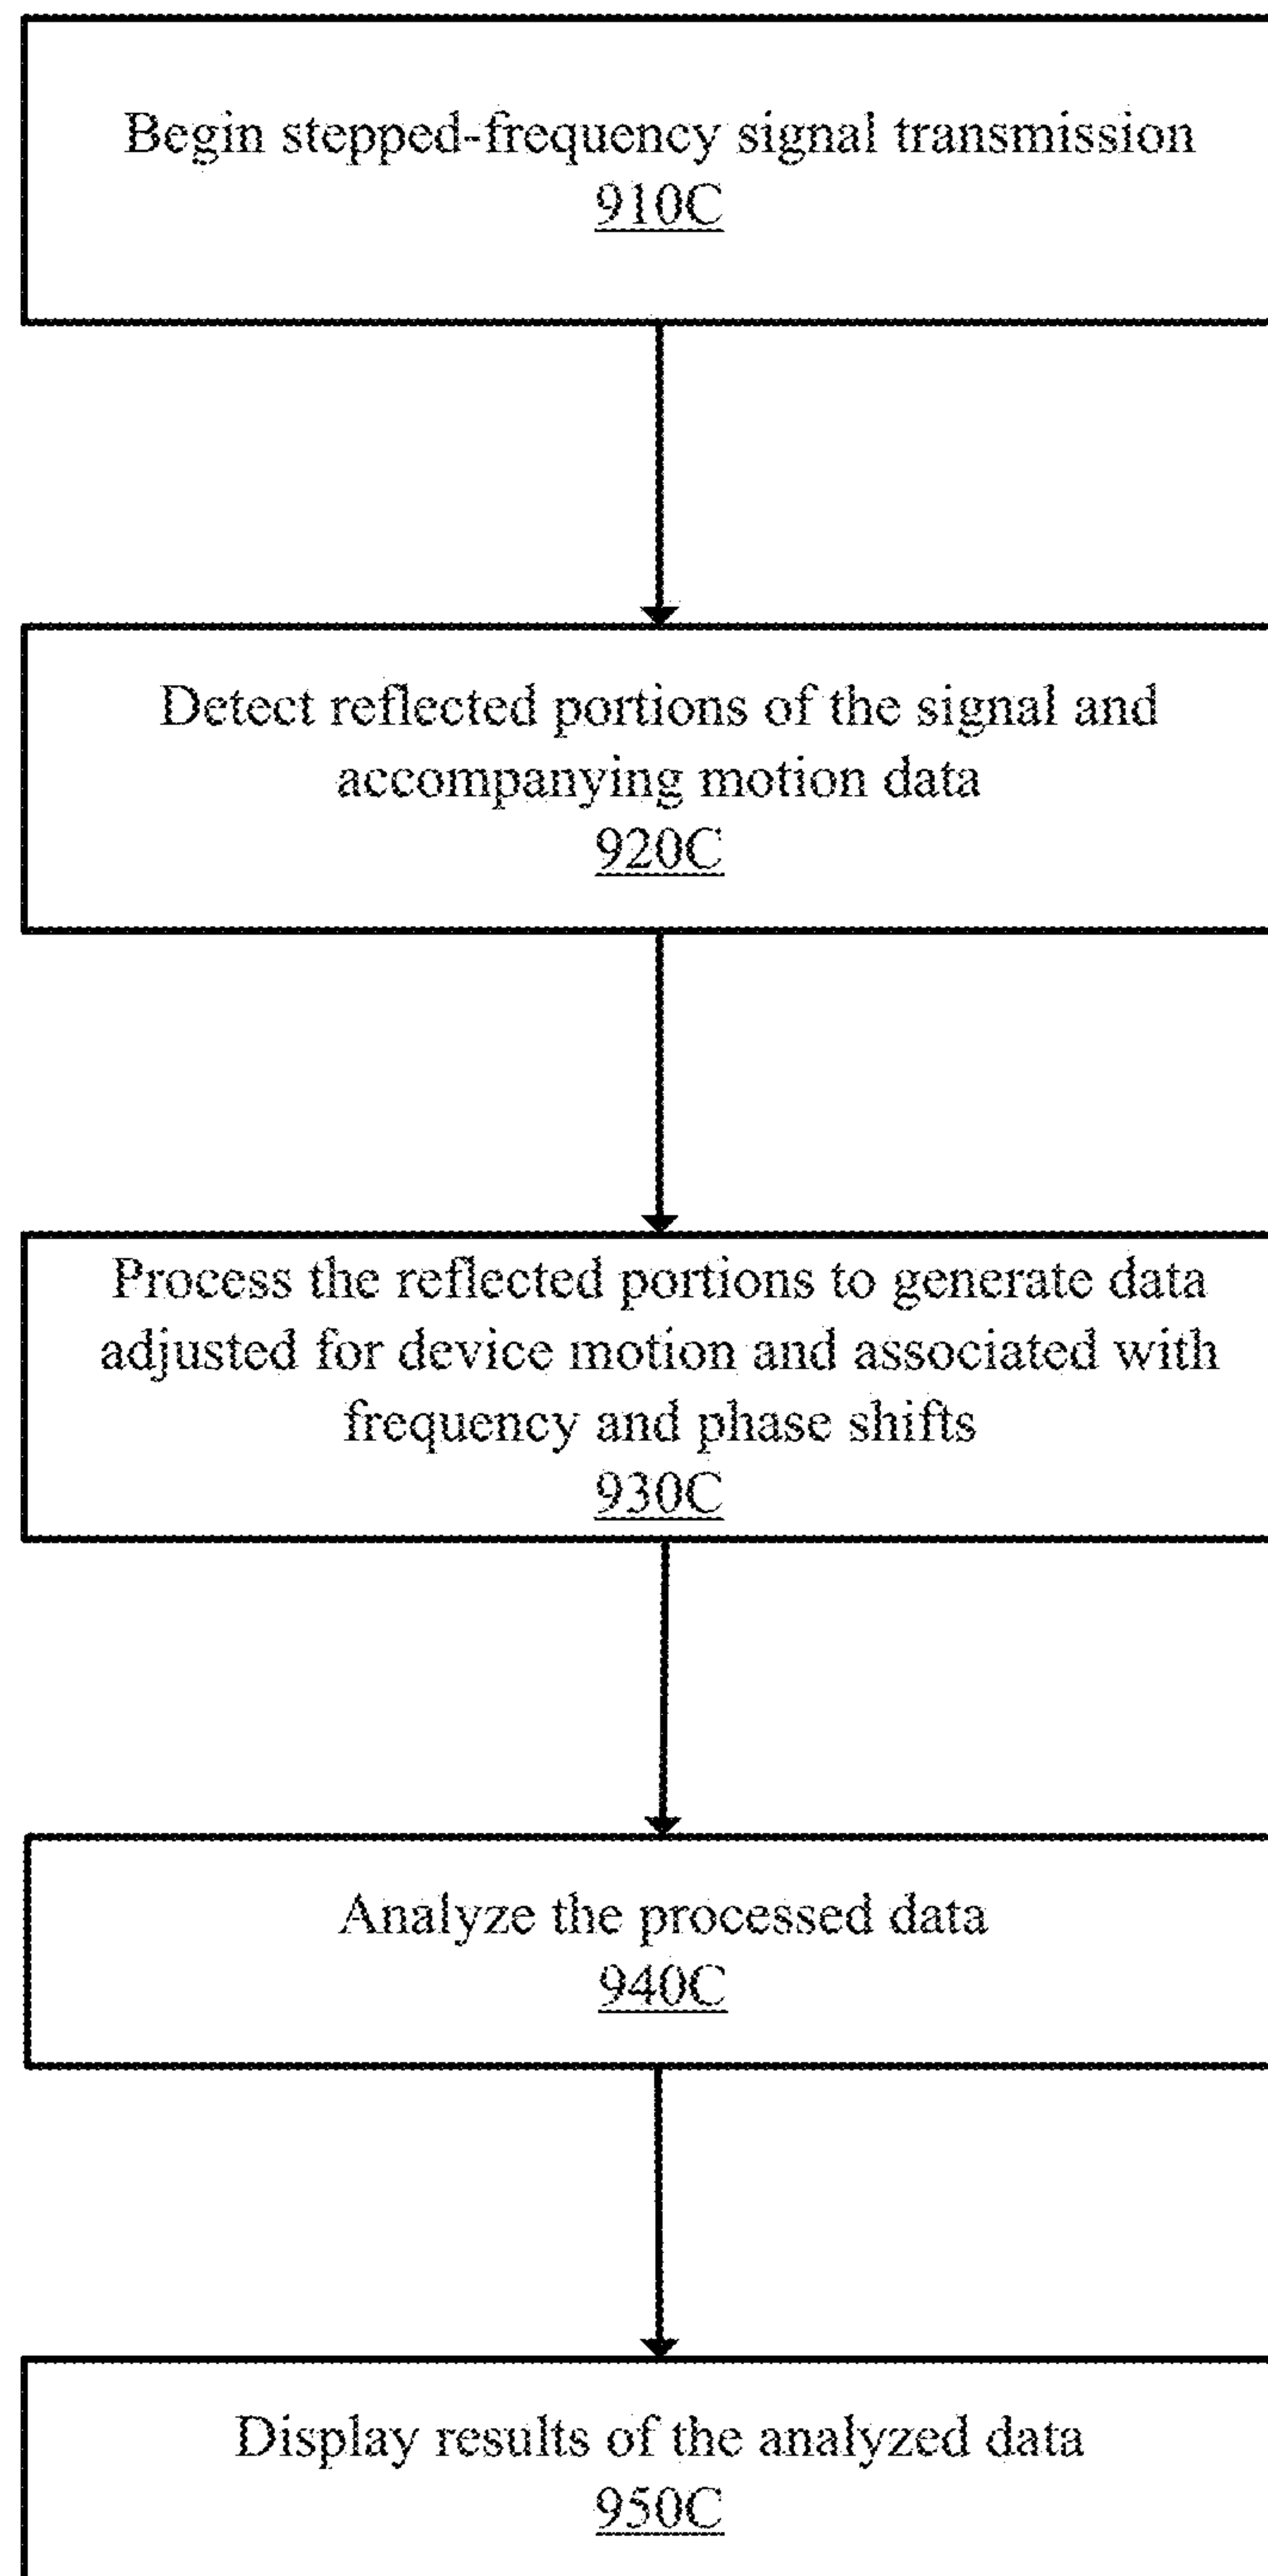 Begin stepped-frequency signal transmission
910C
Detect reflected portions of the signal and
accompanying motion data
920C
Process the reflected portions to generate data
adjusted for device motion and associated with
frequency and phase shifts
930C
Analyze the processed data
940C
Display results of the analyzed data
950C